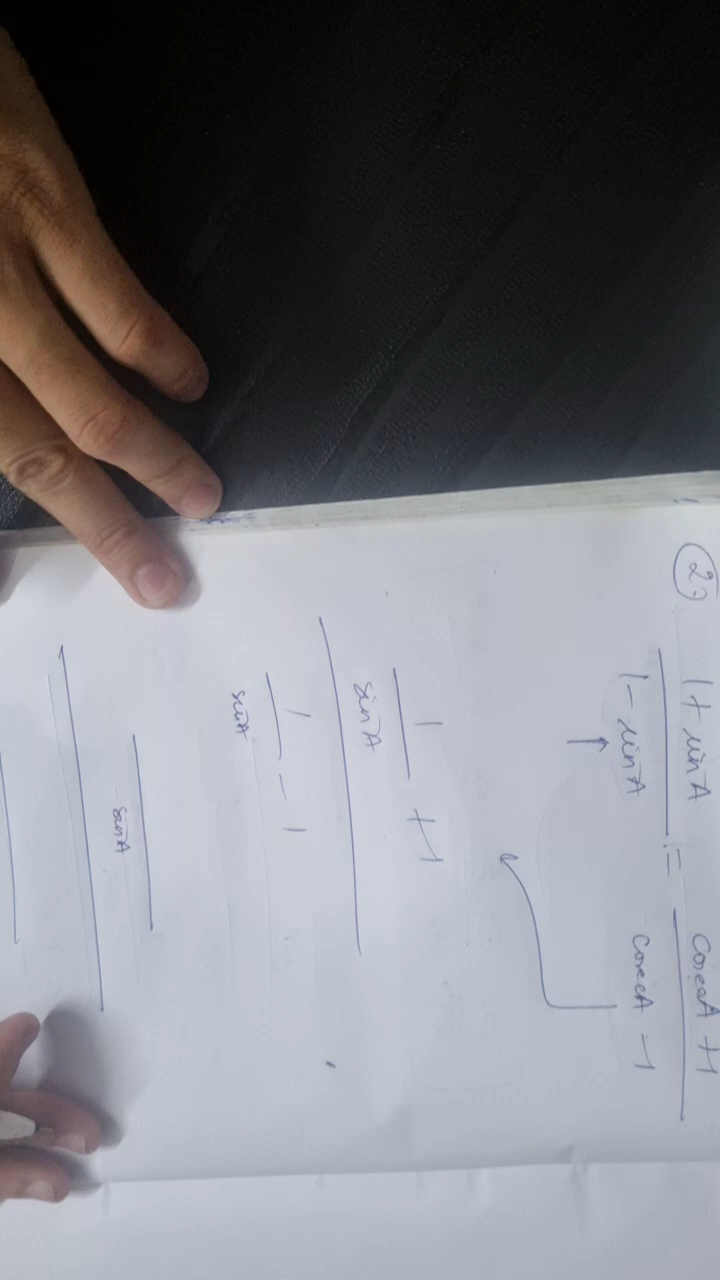 2) 1 + sinA / 1 - sinA = cosecA + 1 / cosecA - 1
1/sinA + 1
1/sinA - 1
sinA